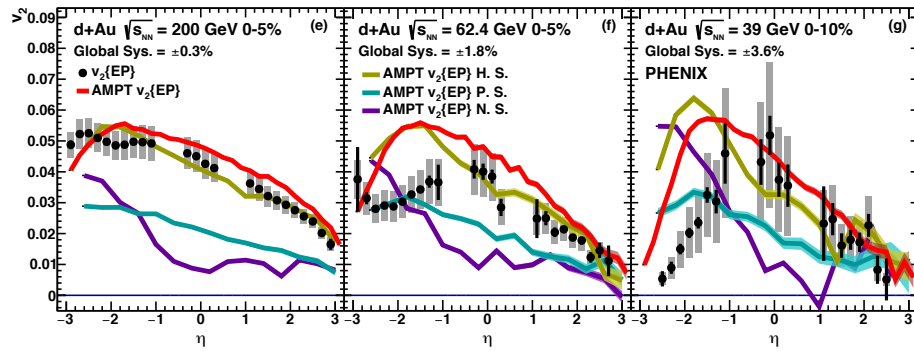 v₂
0.09
0.08
0.07
0.06
0.05
0.04
0.03
0.02
0.01
0
d+Au √s_NN = 200 GeV 0-5% (e)
Global Sys. = ±0.3%
v₂{EP}
AMPT v₂{EP}
−3 −2 −1 0 1 2 3
η
d+Au √s_NN = 62.4 GeV 0-5% (f)
Global Sys. = ±1.8%
AMPT v₂{EP} H. S.
AMPT v₂{EP} P. S.
AMPT v₂{EP} N. S.
−3 −2 −1 0 1 2 3
η
d+Au √s_NN = 39 GeV 0-10% (g)
Global Sys. = ±3.6%
PHENIX
−3 −2 −1 0 1 2 3
η